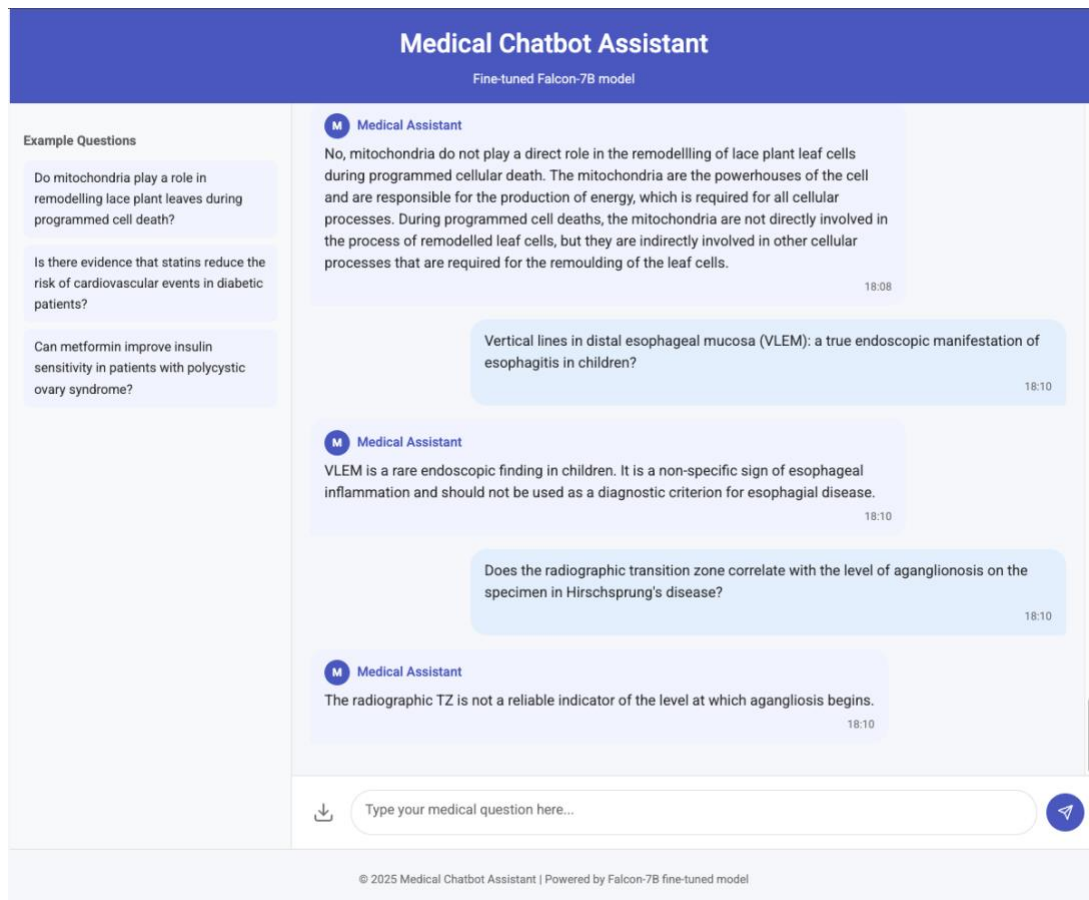 Medical Chatbot Assistant
Fine-tuned Falcon-7B model
Example Questions
Do mitochondria play a role in
remodelling lace plant leaves during
programmed cell death?
Is there evidence that statins reduce the
risk of cardiovascular events in diabetic
patients?
Can metformin improve insulin
sensitivity in patients with polycystic
ovary syndrome?
M Medical Assistant
No, mitochondria do not play a direct role in the remodellling of lace plant leaf cells
during programmed cellular death. The mitochondria are the powerhouses of the cell
and are responsible for the production of energy, which is required for all cellular
processes. During programmed cell deaths, the mitochondria are not directly involved in
the process of remodelled leaf cells, but they are indirectly involved in other cellular
processes that are required for the remoulding of the leaf cells.
18:08
Vertical lines in distal esophageal mucosa (VLEM): a true endoscopic manifestation of
esophagitis in children?
18:10
M Medical Assistant
VLEM is a rare endoscopic finding in children. It is a non-specific sign of esophageal
inflammation and should not be used as a diagnostic criterion for esophagial disease.
18:10
Does the radiographic transition zone correlate with the level of aganglionosis on the
specimen in Hirschsprung's disease?
18:10
M Medical Assistant
The radiographic TZ is not a reliable indicator of the level at which agangliosis begins.
18:10
Type your medical question here...
© 2025 Medical Chatbot Assistant | Powered by Falcon-7B fine-tuned model